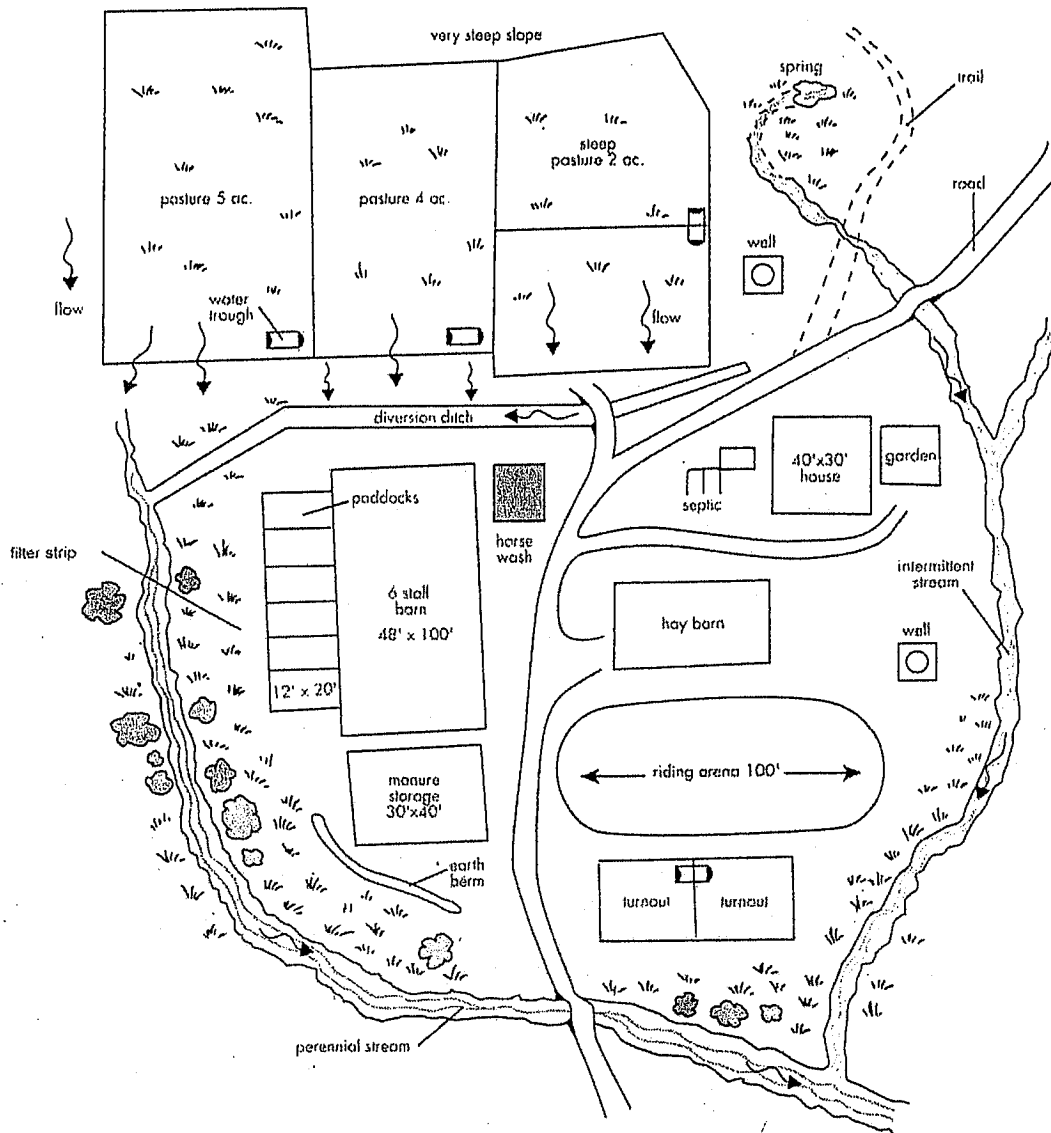 very steep slope
spring
trail
steep
pasture 2 ac.
pasture 5 ac.
pasture 4 ac.
road
wall
water
trough
flow
flow
diversion ditch
40'x30'
house
garden
septic
paddocks
horse
wash
filter strip
6 stall
barn
48' x 100'
intermittent
stream
hay barn
wall
12' x 20'
riding arena 100'
manure
storage
30'x40'
earth
berm
turnout
turnout
perennial stream